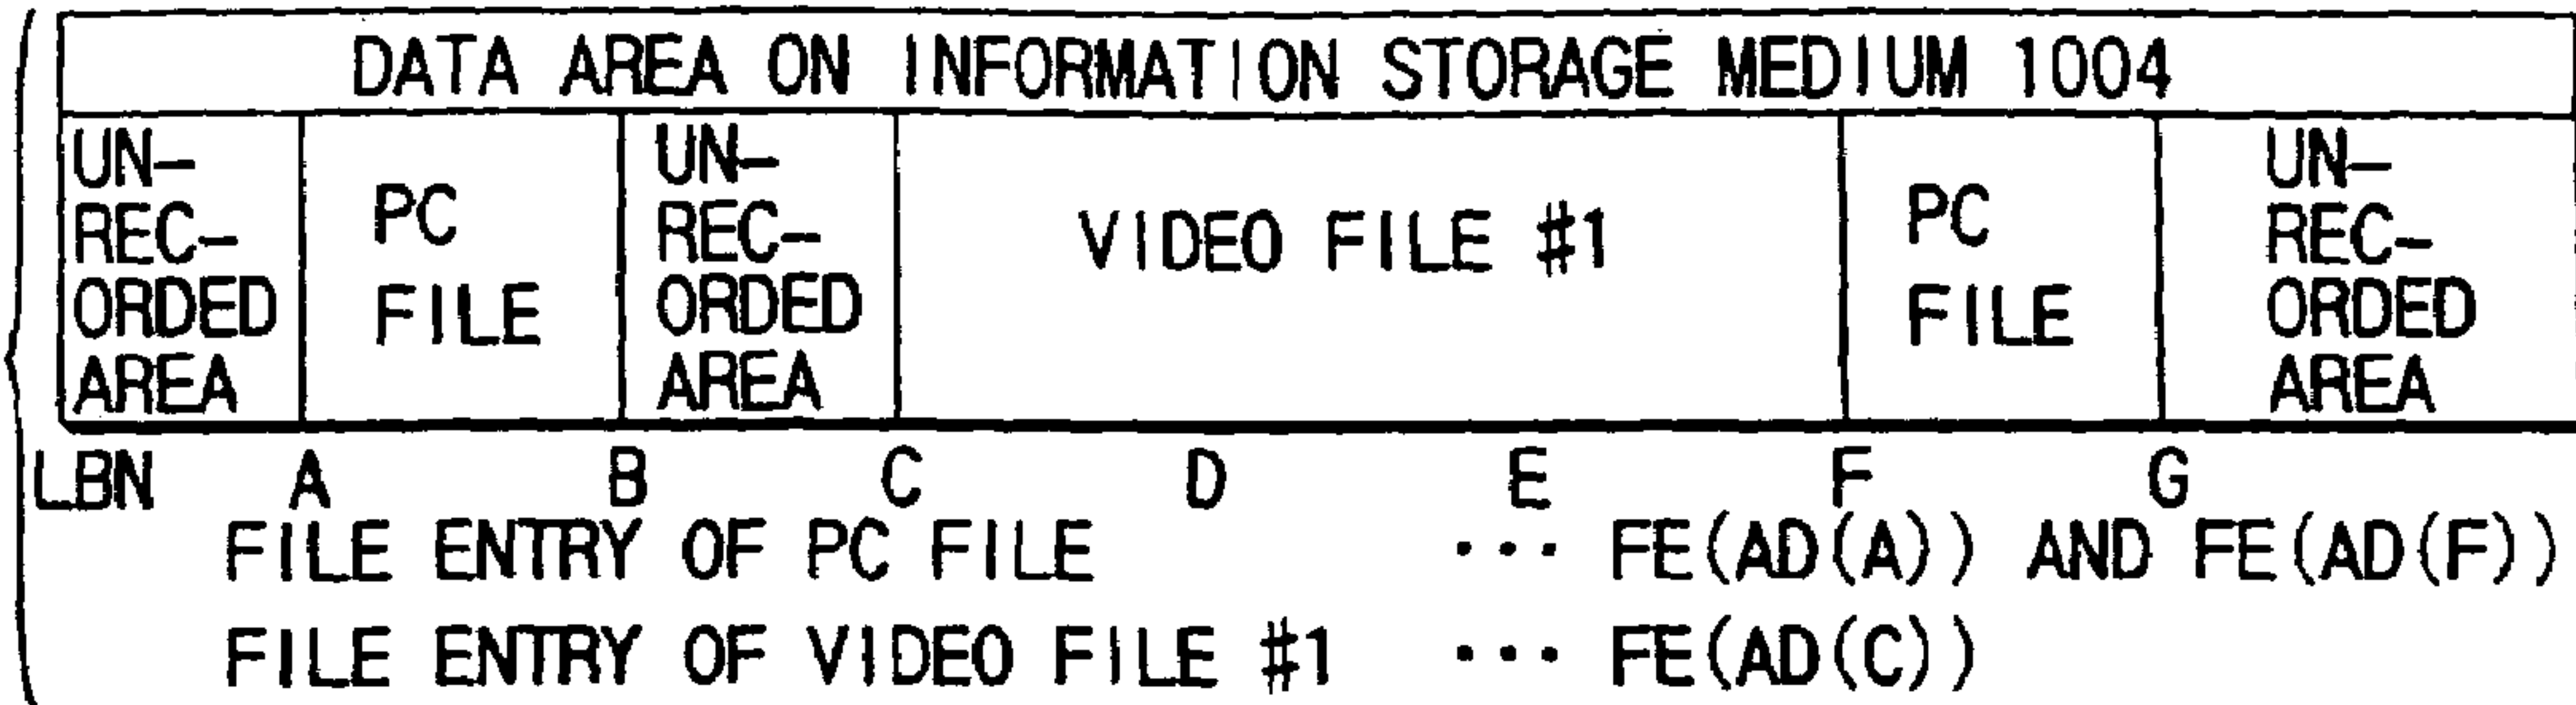 DATA AREA ON INFORMATION STORAGE MEDIUM 1004
UN-
REC-
ORDED
AREA
PC
FILE
UN-
REC-
ORDED
AREA
VIDEO FILE #1
PC
FILE
UN-
REC-
ORDED
AREA
LBN A B C D E F G
FILE ENTRY OF PC FILE ··· FE(AD(A)) AND FE(AD(F))
FILE ENTRY OF VIDEO FILE #1 ··· FE(AD(C))